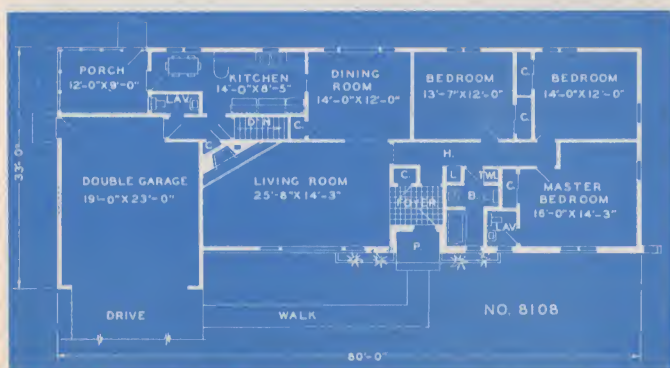 PORCH
12'-0"X9'-0"
KITCHEN
14'-0"X8'-5"
DINING
ROOM
14'-0"X12'-0"
BEDROOM
13'-7"X12'-0"
C.
C.
BEDROOM
14'-0"X12'-0"
LAV.
D'N
C.
C
33'-0"
DOUBLE GARAGE
19'-0"X23'-0"
LIVING ROOM
25'-8"X14'-3"
H.
C
L
TWL
C
B
FOYER
MASTER
BEDROOM
16'-0"X14'-3"
LAV.
P
DRIVE
WALK
NO. 8108
80'-0"